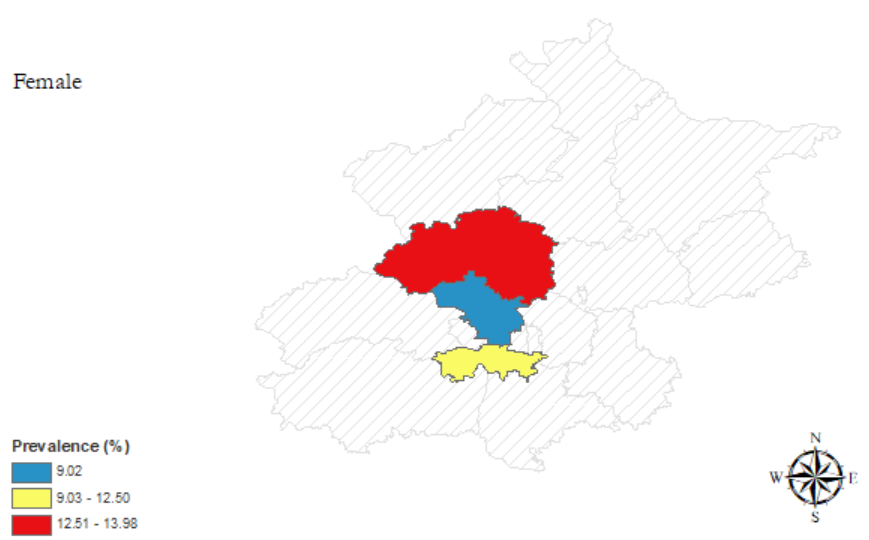 Female
Prevalence (%)
9.02
9.03 - 12.50
12.51 - 13.98
N
W E
S